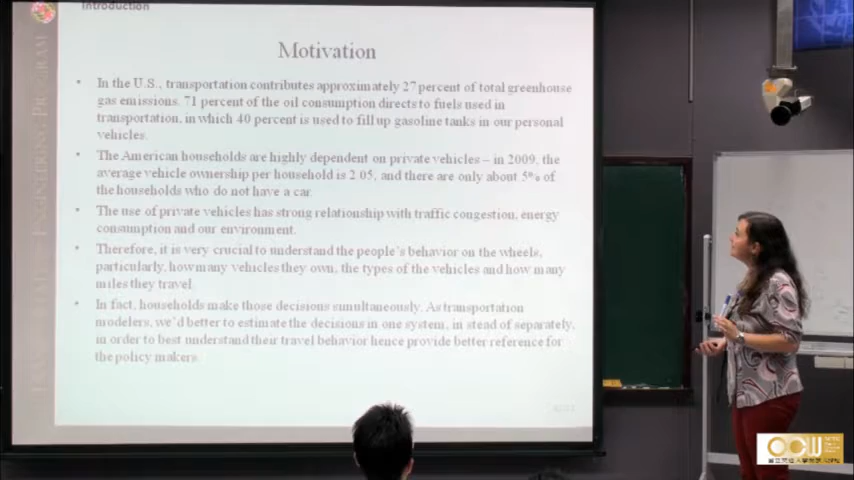 Introduction
Motivation
• In the U.S., transportation contributes approximately 27 percent of total greenhouse
gas emissions. 71 percent of the oil consumption directs to fuels used in
transportation, in which 40 percent is used to fill up gasoline tanks in our personal
vehicles.
• The American households are highly dependent on private vehicles – in 2009, the
average vehicle ownership per household is 2.05, and there are only about 5% of
the households who do not have a car.
• The use of private vehicles has strong relationship with traffic congestion, energy
consumption and our environment.
• Therefore, it is very crucial to understand the people's behavior on the wheels,
particularly, how many vehicles they own, the types of the vehicles and how many
miles they travel.
• In fact, households make those decisions simultaneously. As transportation
modelers, we'd better to estimate the decisions in one system, in stead of separately,
in order to best understand their travel behavior hence provide better reference for
the policy makers.
ENGINEERING PROGRAM
OCW